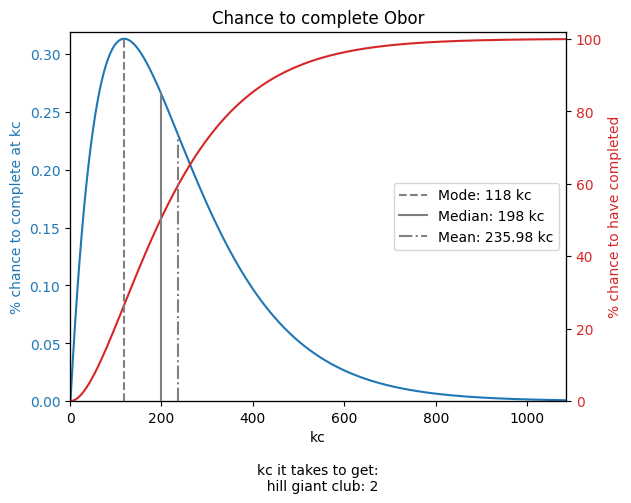 Chance to complete Obor
% chance to complete at kc
0.30
0.25
0.20
0.15
0.10
0.05
0.00
100
80
60
40
20
0
% chance to have completed
Mode: 118 kc
Median: 198 kc
Mean: 235.98 kc
0 200 400 600 800 1000
kc
kc it takes to get:
hill giant club: 2